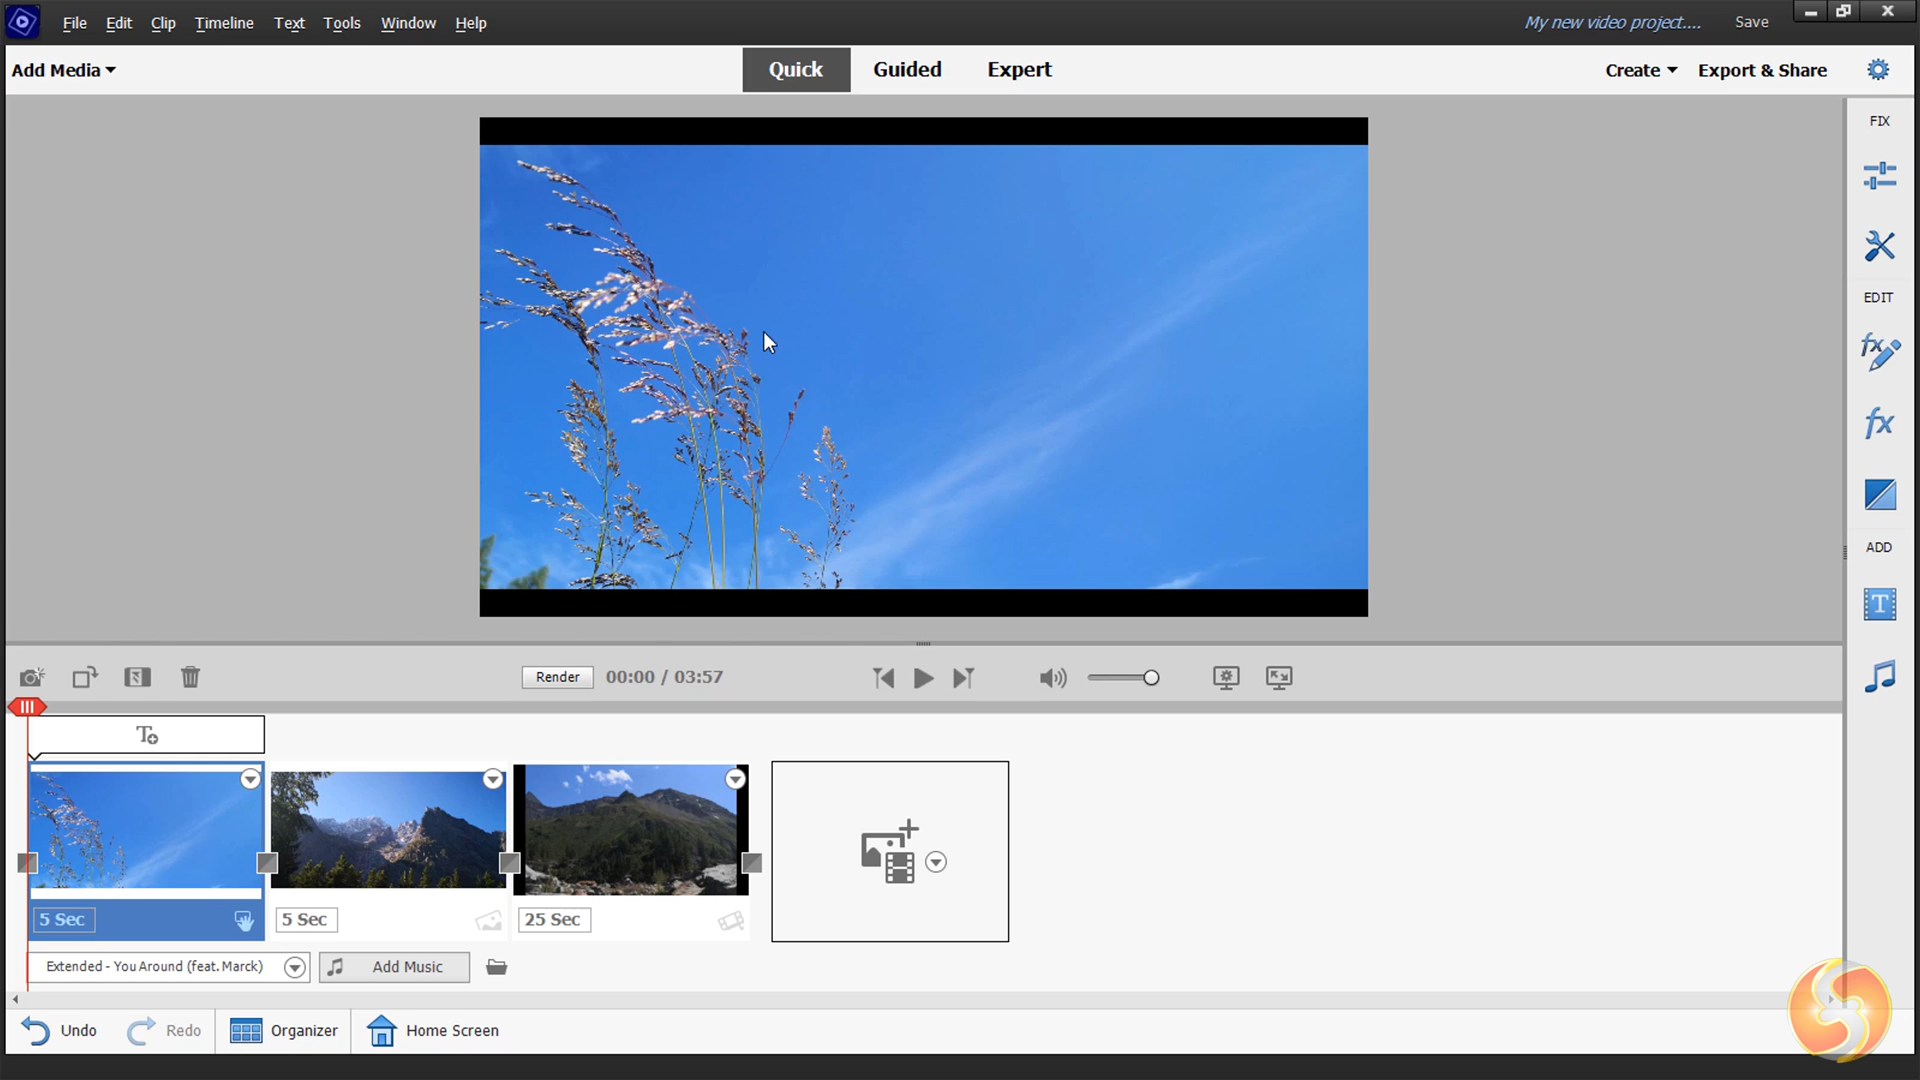 File Edit Clip Timeline Text Tools Window Help My new video project.... Save
Add Media Quick Guided Expert Create Export & Share
FIX
EDIT
fx
fx
ADD
T
Render 00:00 / 03:57
T
5 Sec 5 Sec 25 Sec
Extended - You Around (feat. Marck) Add Music
Undo Redo Organizer Home Screen